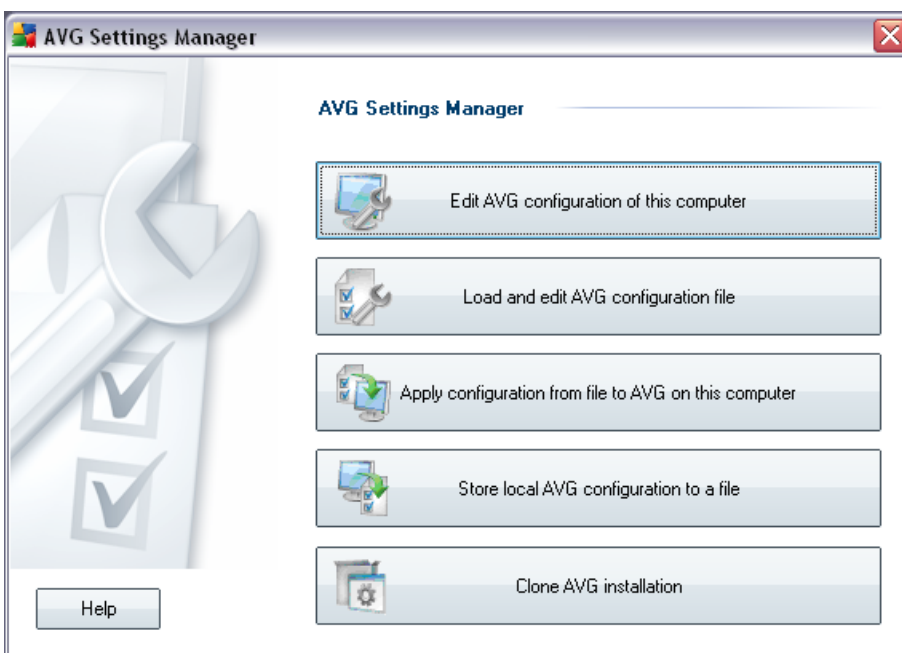 AVG Settings Manager
AVG Settings Manager
Edit AVG configuration of this computer
Load and edit AVG configuration file
Apply configuration from file to AVG on this computer
Store local AVG configuration to a file
Clone AVG installation
Help